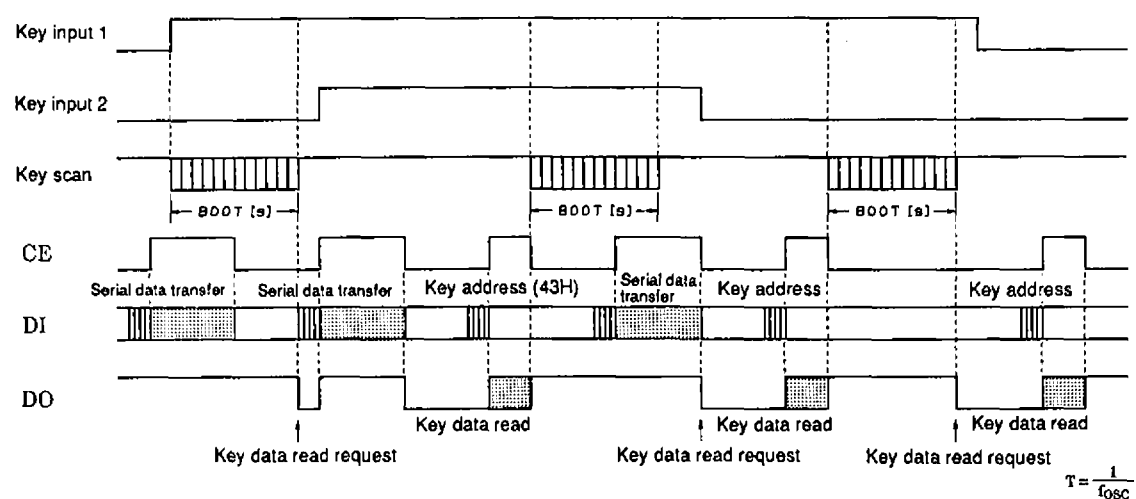 Key input 1
Key input 2
Key scan
800T [s] 800T [s] 800T [s]
CE
Serial data transfer Serial data transfer Key address (43H) Serial data transfer Key address Key address
DI
DO
Key data read Key data read Key data read
Key data read request Key data read request Key data read request
T = 1/fosc